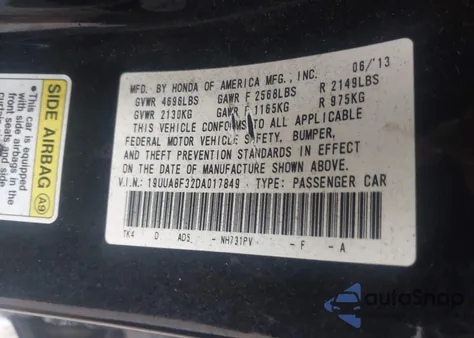 SIDE AIRBAG A9
• This car is equipped
with side airbags in the
front seats and
06/'13
MFD. BY HONDA OF AMERICA MFG., INC.
GVWR 4696LBS GAWR F 2568LBS R 2149LBS
GVWR 2130KG GAWR F 1165KG R 975KG
THIS VEHICLE CONFORMS TO ALL APPLICABLE
FEDERAL MOTOR VEHICLE SAFETY, BUMPER,
AND THEFT PREVENTION STANDARDS IN EFFECT
ON THE DATE OF MANUFACTURE SHOWN ABOVE.
V.I.N.: 19UUA8F32DA017849 TYPE: PASSENGER CAR
TK4 D AD5 NH731PV F A
autoSnap